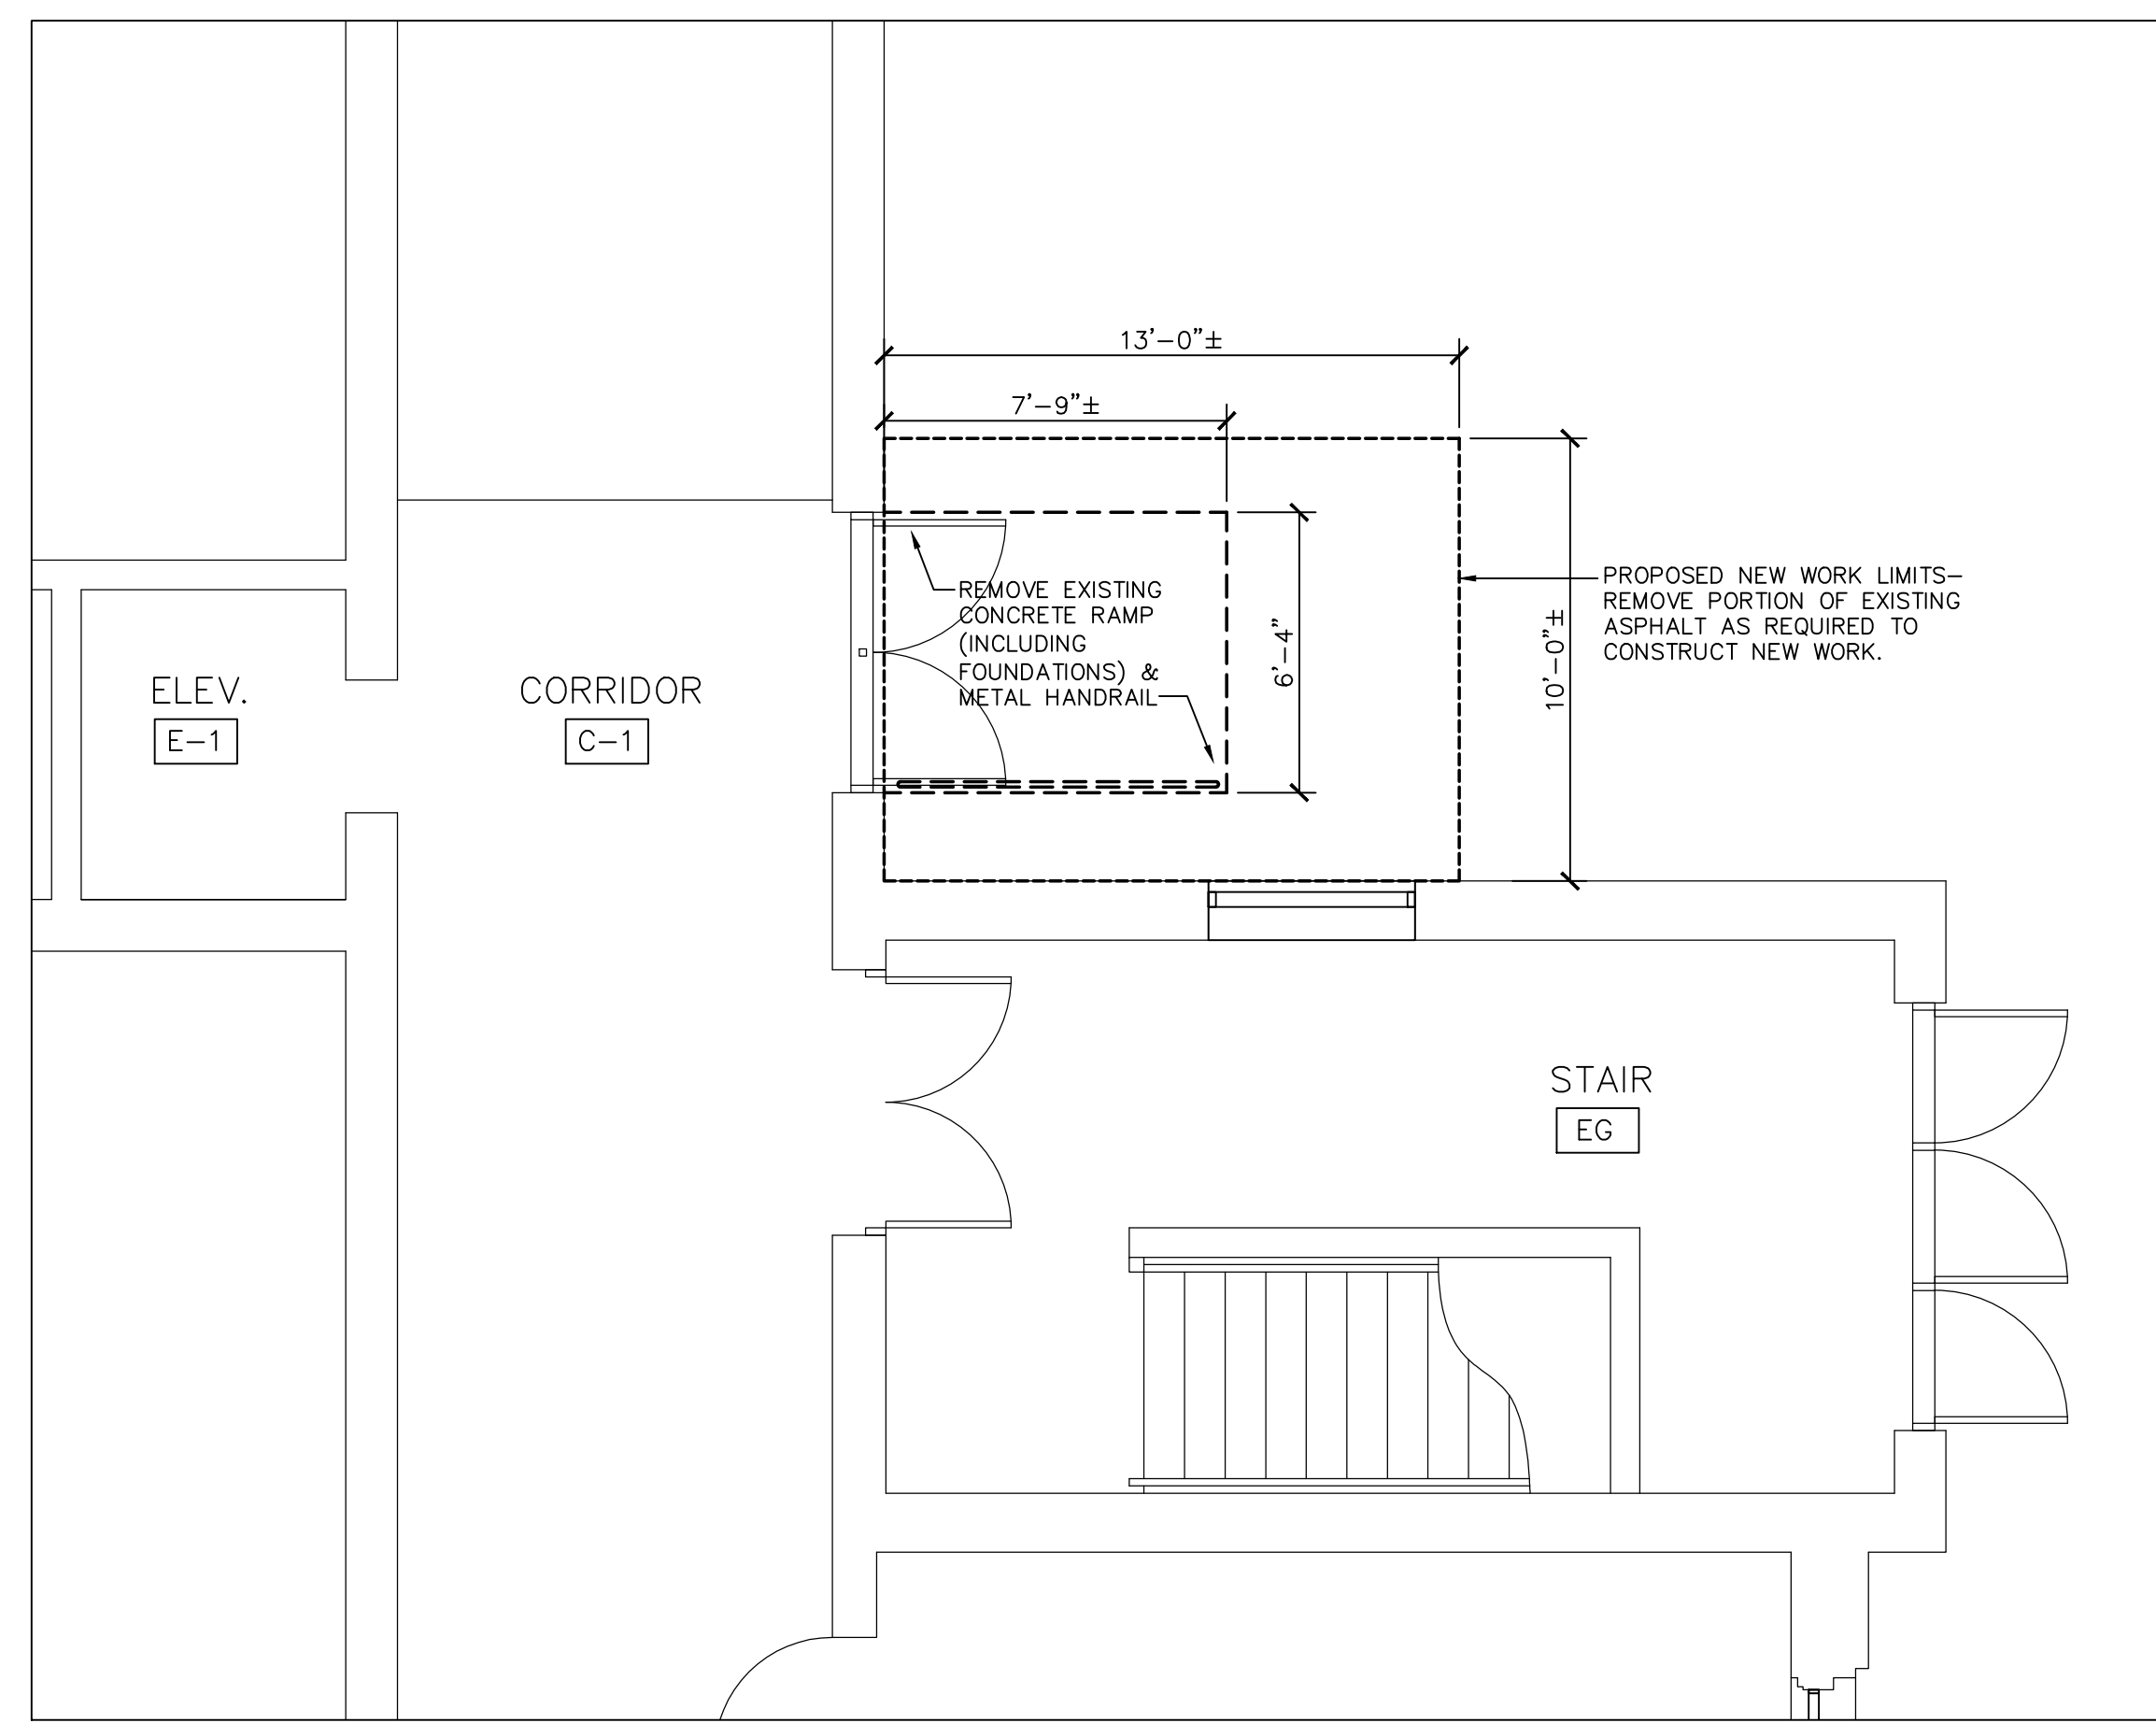 13'-0"±
7'-9"±
REMOVE EXISTING
CONCRETE RAMP
(INCLUDING
FOUNDATIONS) &
METAL HANDRAIL
6'-4"
10'-0"±
PROPOSED NEW WORK LIMITS-
REMOVE PORTION OF EXISTING
ASPHALT AS REQUIRED TO
CONSTRUCT NEW WORK.
ELEV.
E-1
CORRIDOR
C-1
STAIR
EG